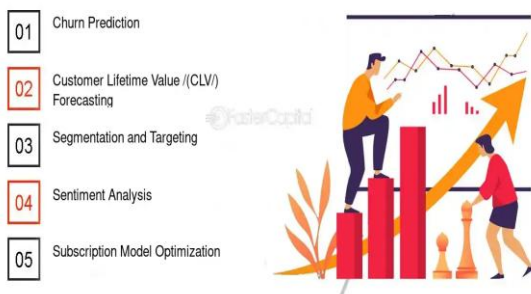 01
Churn Prediction
02
Customer Lifetime Value /(CLV/)
Forecasting
FasterCapital
03
Segmentation and Targeting
04
Sentiment Analysis
05
Subscription Model Optimization